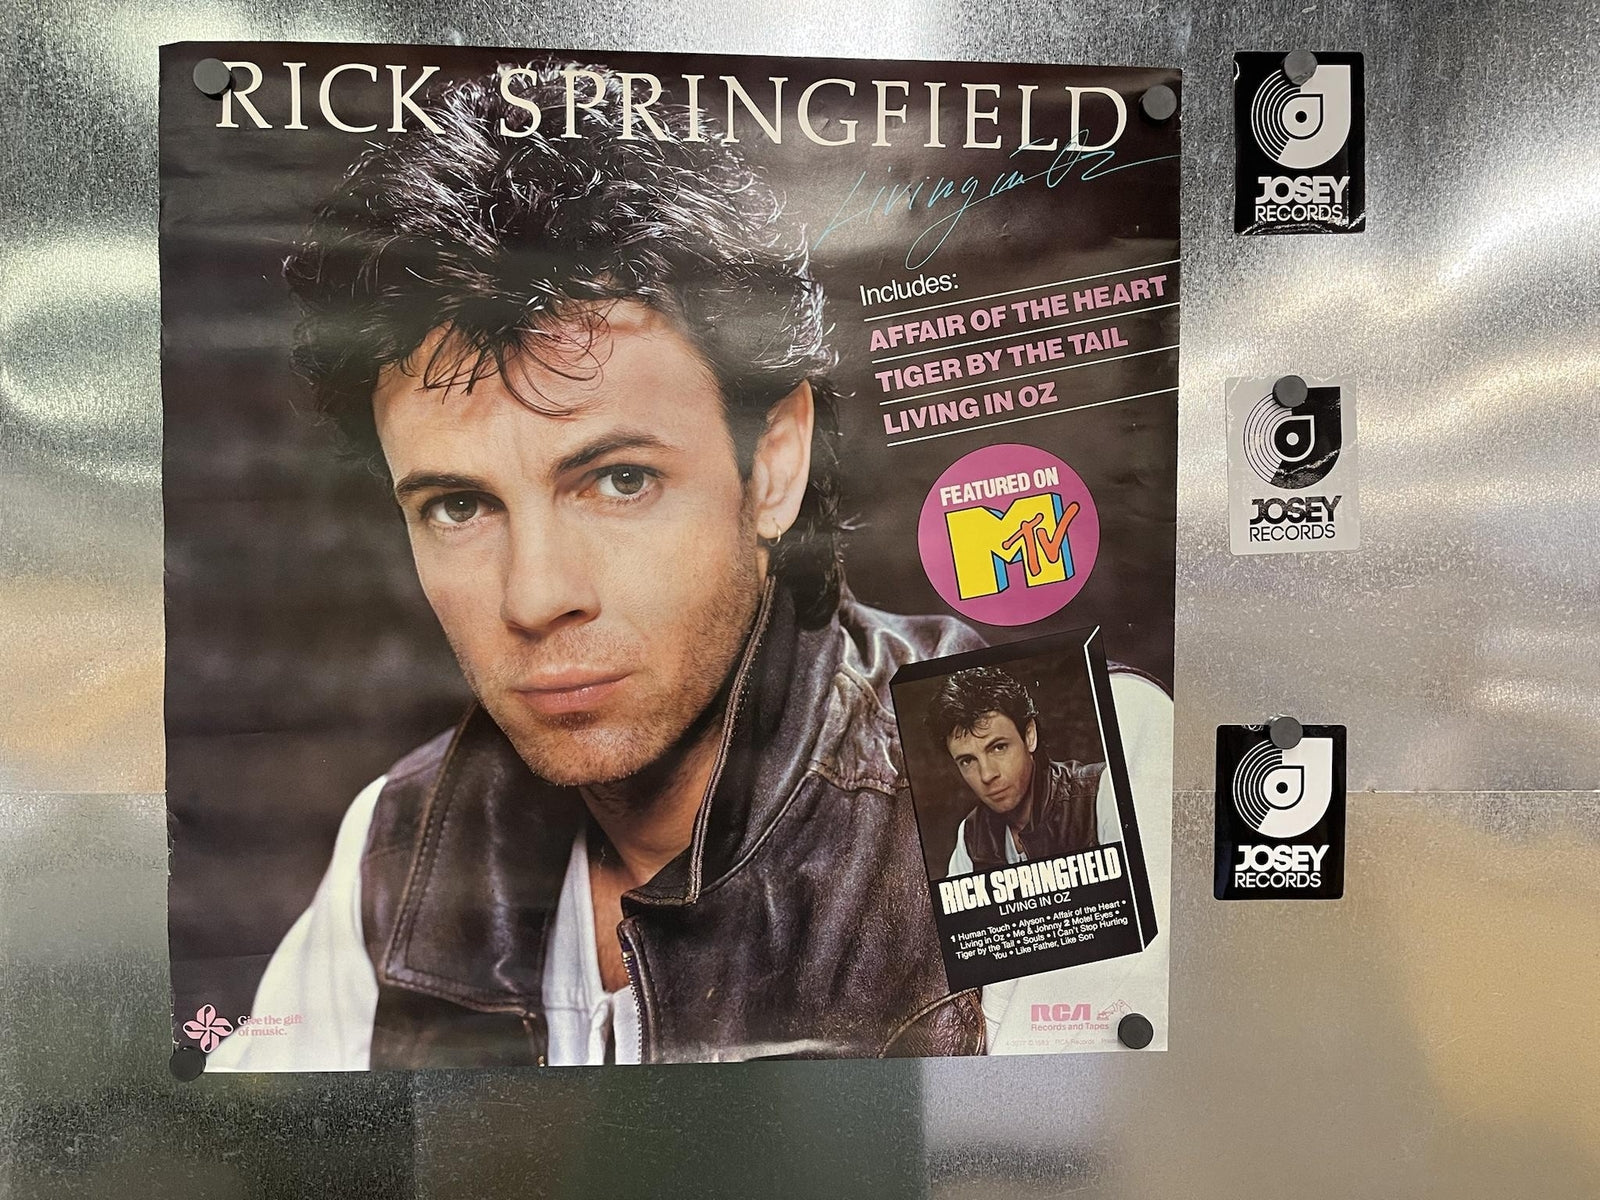 RICK SPRINGFIELD
Living in Oz
Includes:
AFFAIR OF THE HEART
TIGER BY THE TAIL
LIVING IN OZ
FEATURED ON
MTV
RICK SPRINGFIELD
LIVING IN OZ
1 Human Touch • Alyson • Affair of the Heart •
Living in Oz • Me & Johnny 2 Motel Eyes •
Tiger by the Tail • Souls • I Can't Stop Hurting
You • Like Father, Like Son
Give the gift
of music.
RCA
Records and Tapes
© 1983 RCA Records
JOSEY
RECORDS
JOSEY
RECORDS
JOSEY
RECORDS